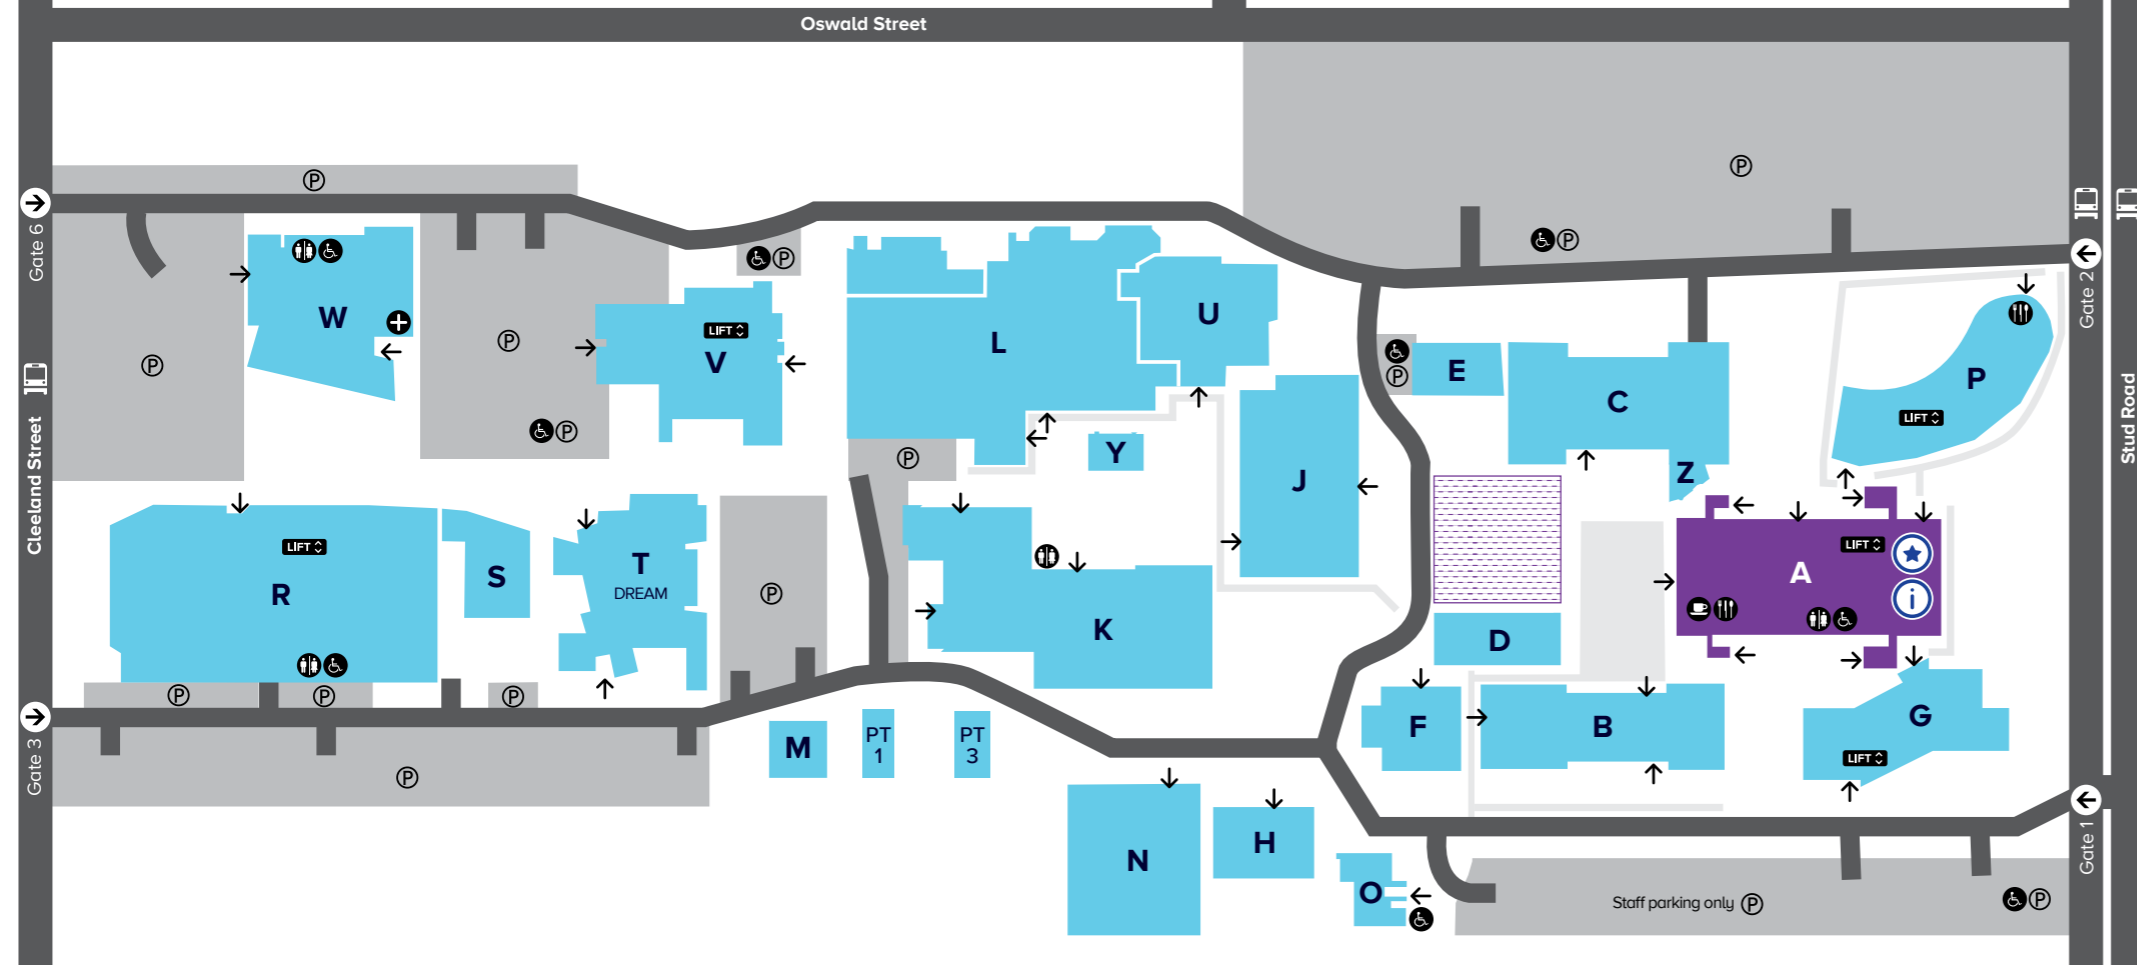 Oswald Street
Gate 6
Cleeland Street
Gate 3
Gate 2
Stud Road
Gate 1
P
P
P
P
P
P
W
LIFT
V
L
U
P
E
C
P
LIFT
P
P
P
Y
Z
J
LIFT
R
S
T
DREAM
P
K
D
LIFT
A
i
P
P
P
M
PT
1
PT
3
F
B
G
LIFT
P
N
H
O
Staff parking only P
P